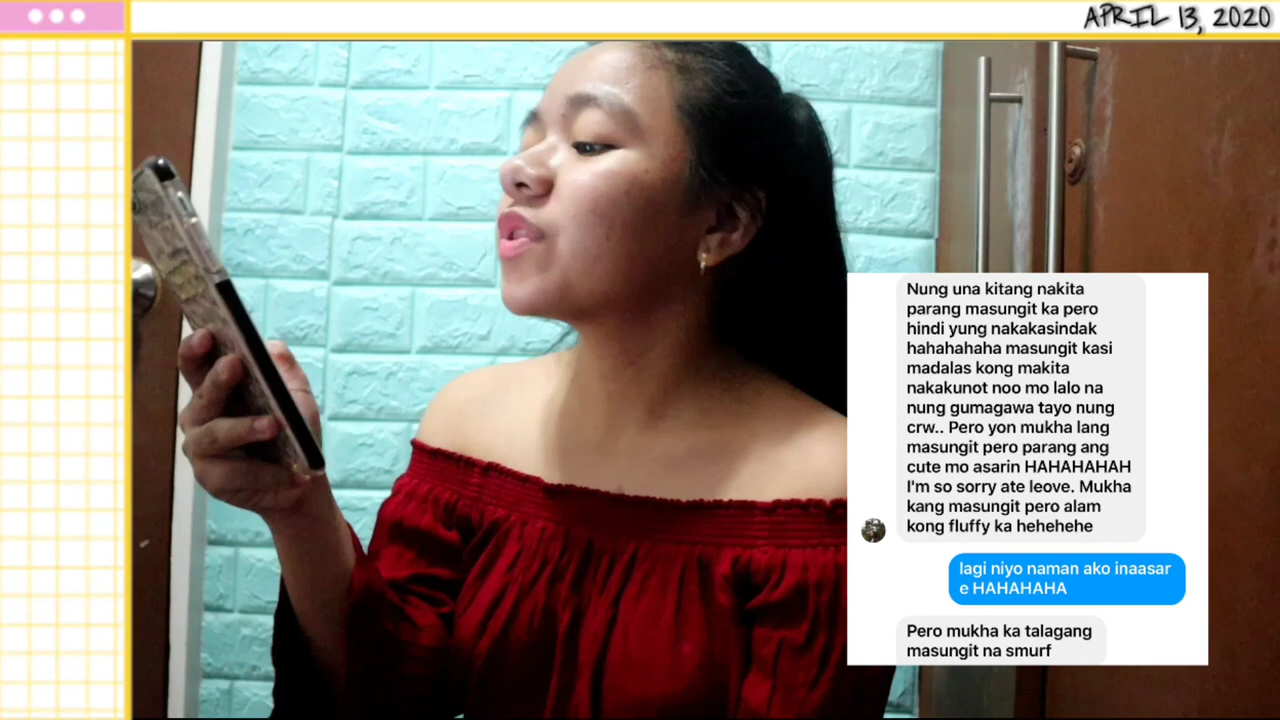 APRIL 13, 2020
Nung una kitang nakita
parang masungit ka pero
hindi yung nakakasindak
hahahahaha masungit kasi
madalas kong makita
nakakunot noo mo lalo na
nung gumagawa tayo nung
crw.. Pero yon mukha lang
masungit pero parang ang
cute mo asarin HAHAHAHAH
I'm so sorry ate leove. Mukha
kang masungit pero alam
kong fluffy ka hehehehe
lagi niyo naman ako inaasar
e HAHAHAHA
Pero mukha ka talagang
masungit na smurf